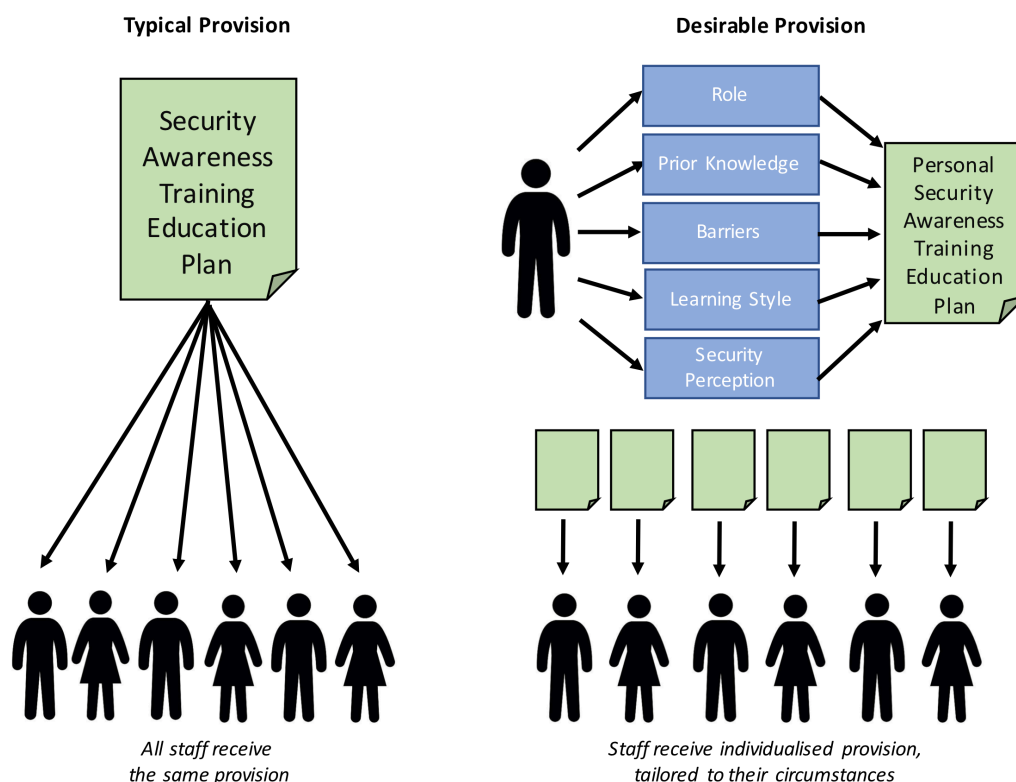 Typical Provision
Security
Awareness
Training
Education
Plan
All staff receive
the same provision
Desirable Provision
Role
Prior Knowledge
Barriers
Learning Style
Security
Perception
Personal
Security
Awareness
Training
Education
Plan
Staff receive individualised provision,
tailored to their circumstances